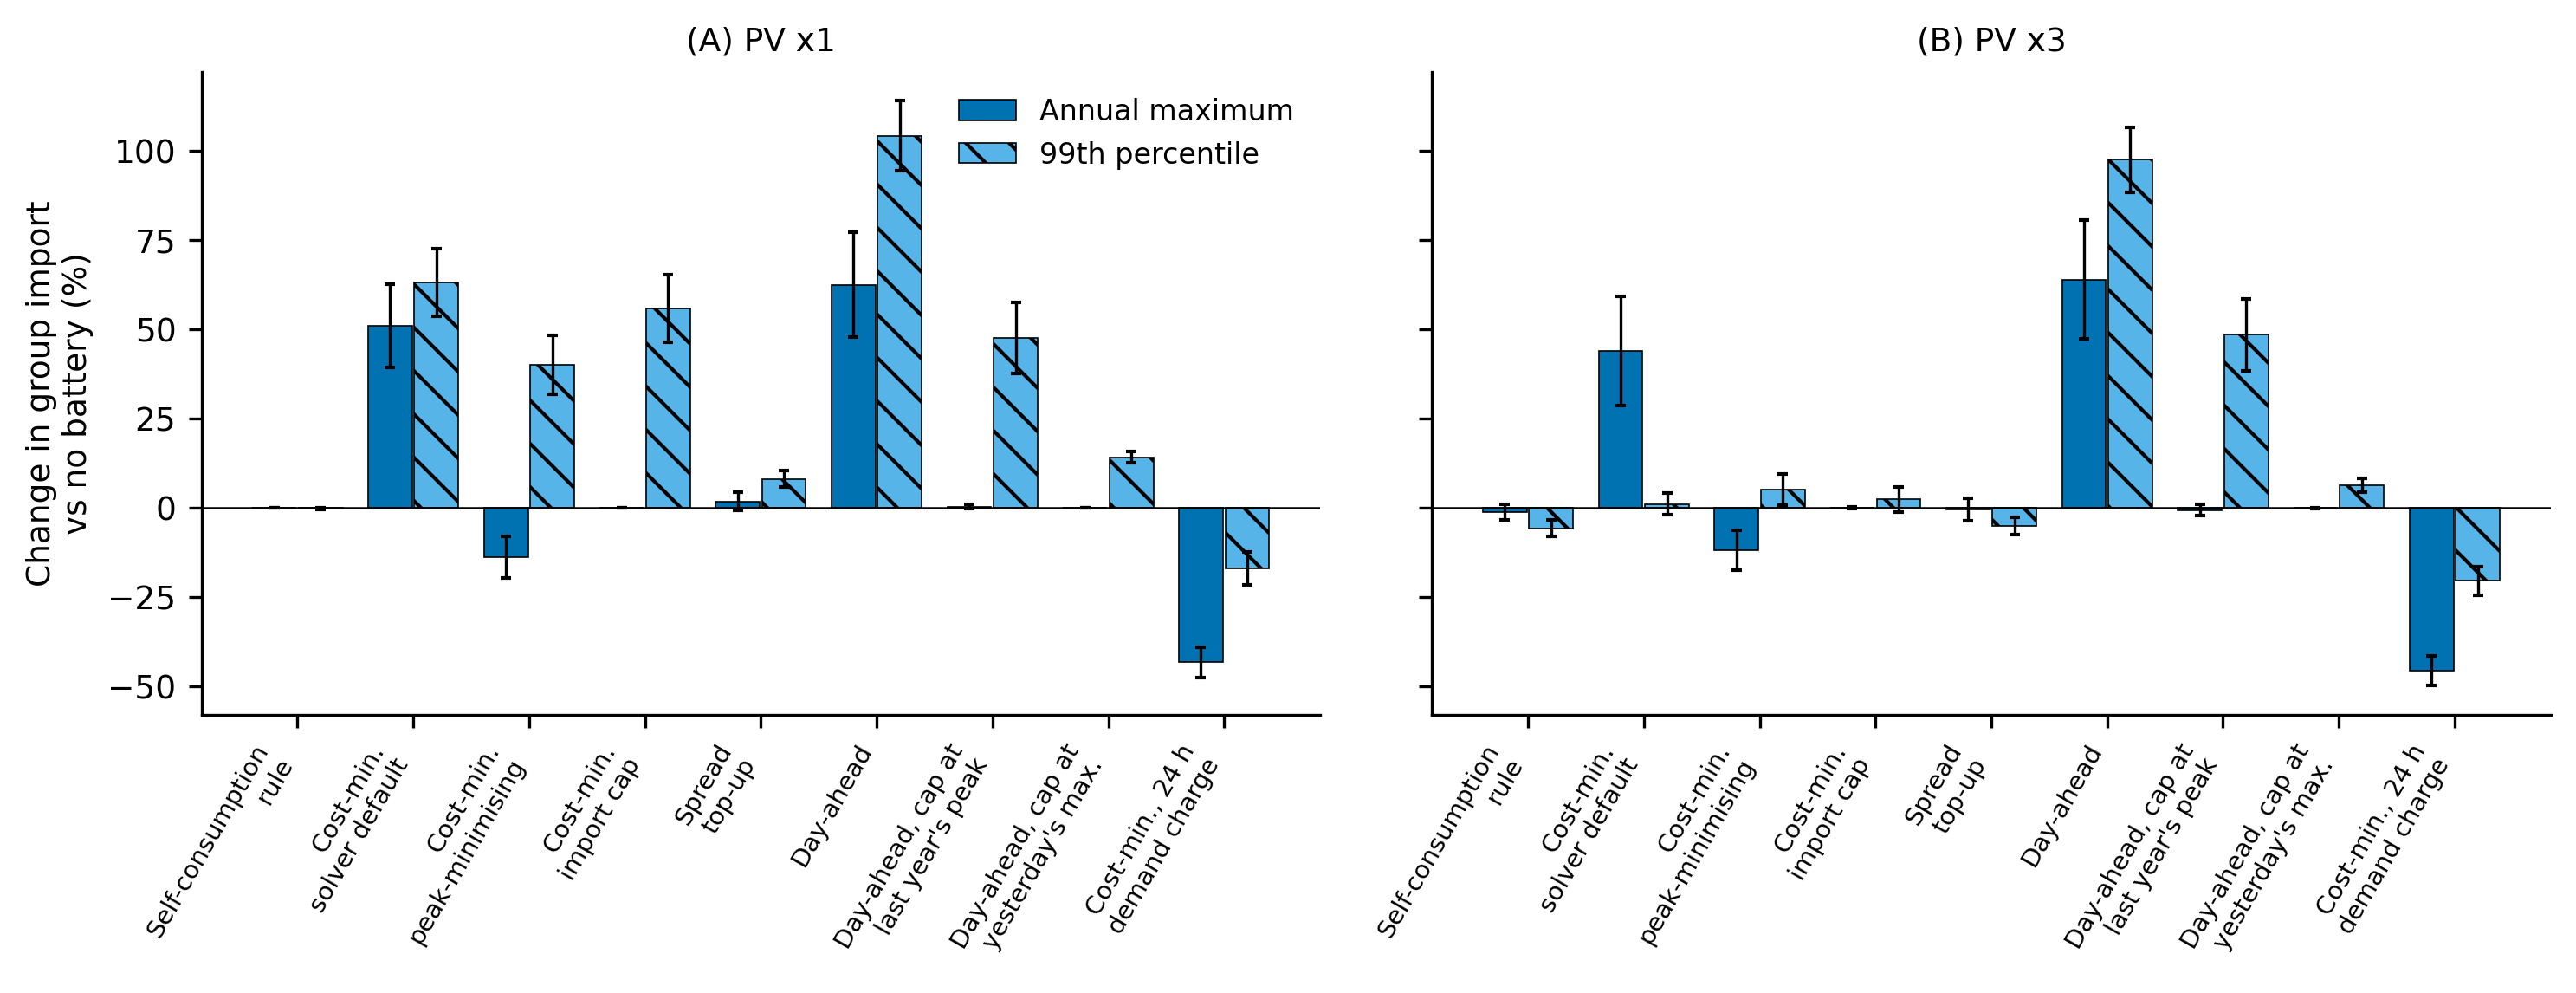 (A) PV x1
(B) PV x3
Annual maximum
99th percentile
Change in group import
vs no battery (%)
100
75
50
25
0
−25
−50
Self-consumption
rule
Cost-min.
solver default
Cost-min.
peak-minimising
Cost-min.
import cap
Spread
top-up
Day-ahead
Day-ahead, cap at
last year's peak
Day-ahead, cap at
yesterday's max.
Cost-min., 24 h
demand charge
Self-consumption
rule
Cost-min.
solver default
Cost-min.
peak-minimising
Cost-min.
import cap
Spread
top-up
Day-ahead
Day-ahead, cap at
last year's peak
Day-ahead, cap at
yesterday's max.
Cost-min., 24 h
demand charge